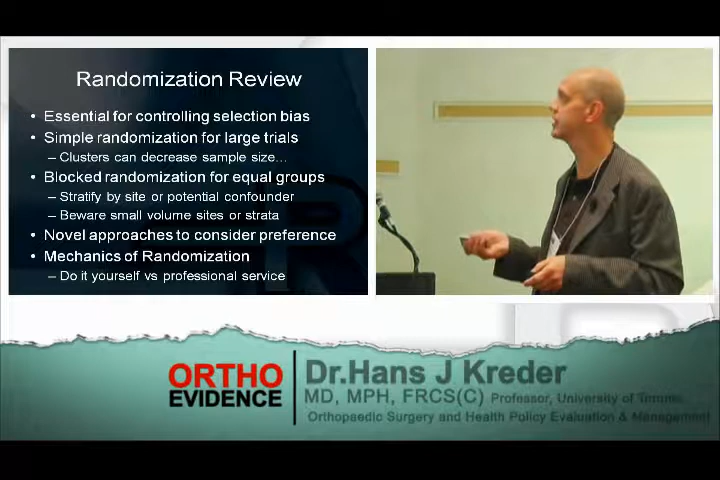 Randomization Review
• Essential for controlling selection bias
• Simple randomization for large trials
– Clusters can decrease sample size...
• Blocked randomization for equal groups
– Stratify by site or potential confounder
– Beware small volume sites or strata
• Novel approaches to consider preference
• Mechanics of Randomization
– Do it yourself vs professional service
ORTHO
EVIDENCE
Dr.Hans J Kreder
MD, MPH, FRCS(C) Professor, University of Toronto
Orthopaedic Surgery and Health Policy Evaluation & Management